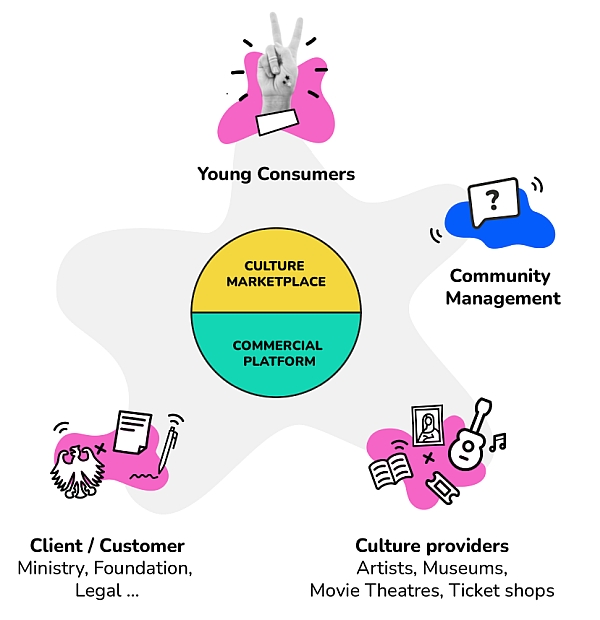 Young Consumers
?
Community
Management
CULTURE
MARKETPLACE
COMMERCIAL
PLATFORM
Client / Customer
Ministry, Foundation,
Legal ...
Culture providers
Artists, Museums,
Movie Theatres, Ticket shops